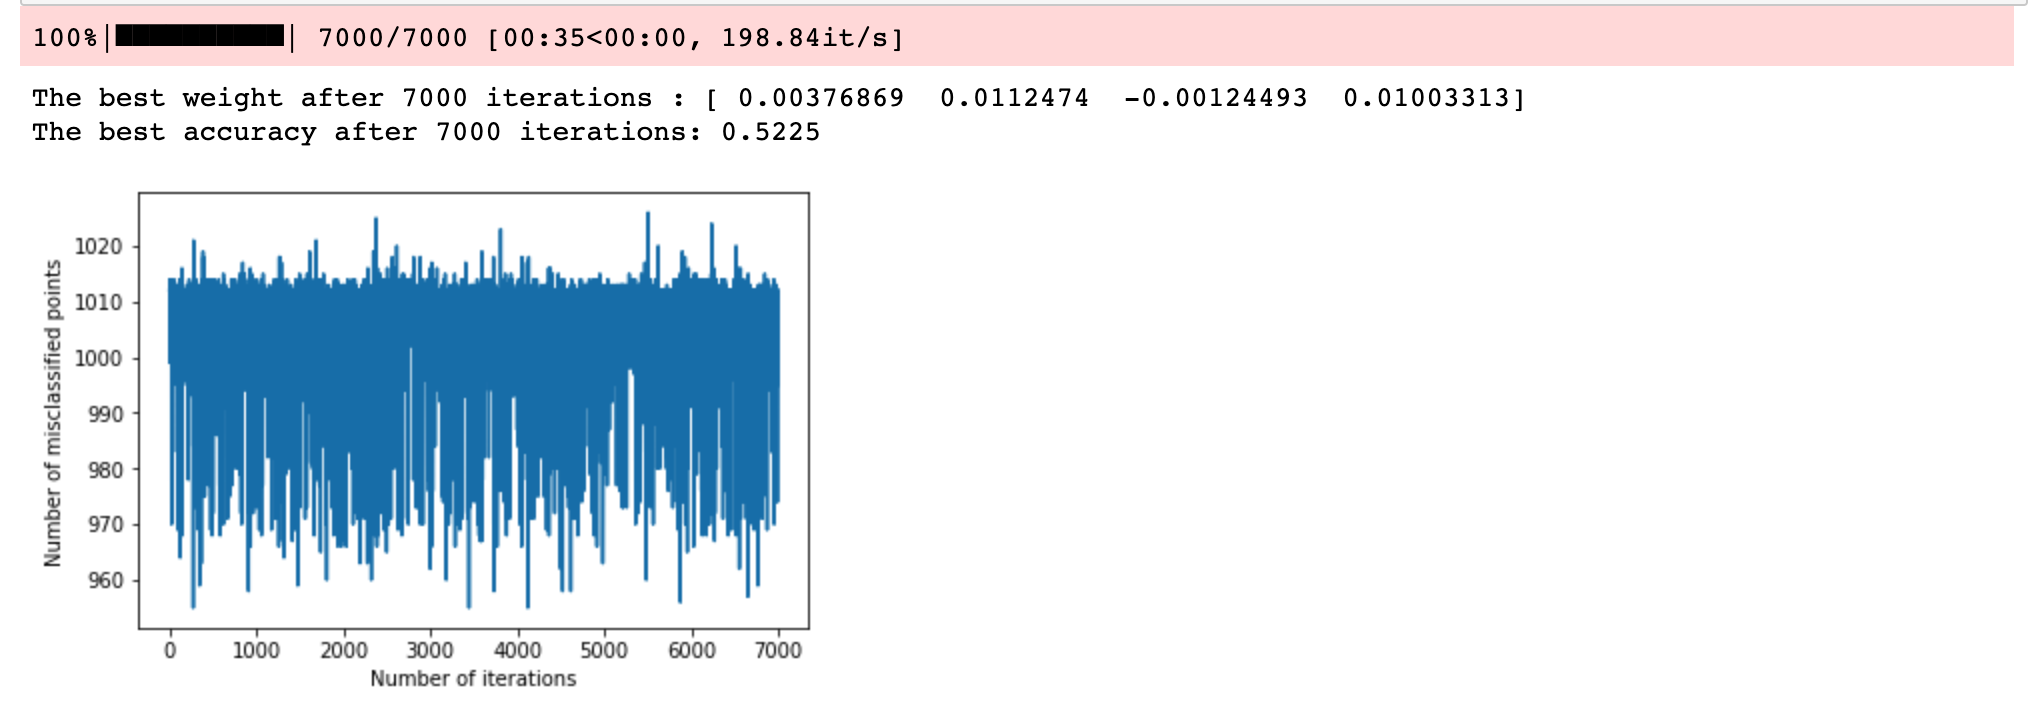 100%|██████████| 7000/7000 [00:35<00:00, 198.84it/s]
The best weight after 7000 iterations : [ 0.00376869  0.0112474  -0.00124493  0.01003313]
The best accuracy after 7000 iterations: 0.5225
1020
1010
1000
990
980
970
960
Number of misclassified points
0 1000 2000 3000 4000 5000 6000 7000
Number of iterations